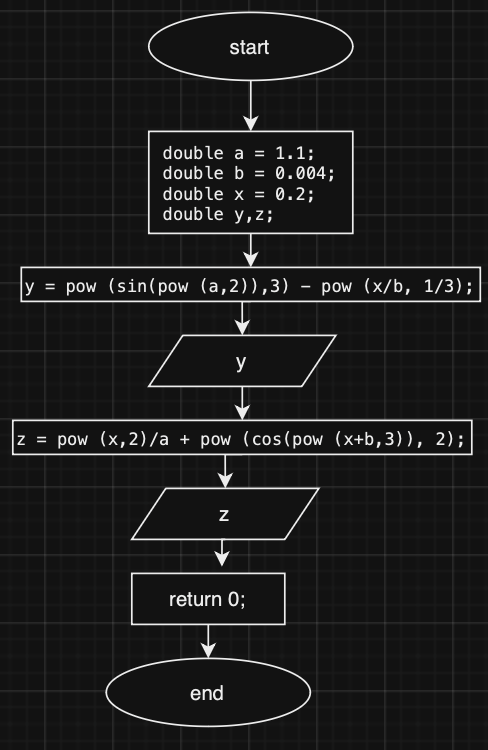 start
double a = 1.1;
double b = 0.004;
double x = 0.2;
double y,z;
y = pow (sin(pow (a,2)),3) − pow (x/b, 1/3);
y
z = pow (x,2)/a + pow (cos(pow (x+b,3)), 2);
z
return 0;
end